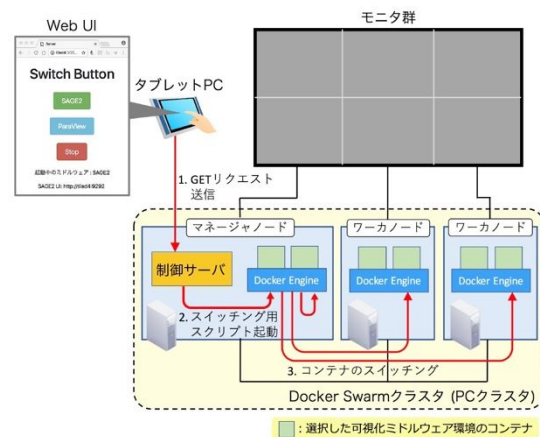 Web UI
Switch Button
SAGE2
ParaView
Stop
起動中のミドルウェア : SAGE2
タブレットPC
モニタ群
1. GETリクエスト
送信
マネージャノード
ワーカノード
ワーカノード
制御サーバ
Docker Engine
Docker Engine
Docker Engine
2. スイッチング用
スクリプト起動
3. コンテナのスイッチング
Docker Swarmクラスタ (PCクラスタ)
: 選択した可視化ミドルウェア環境のコンテナ